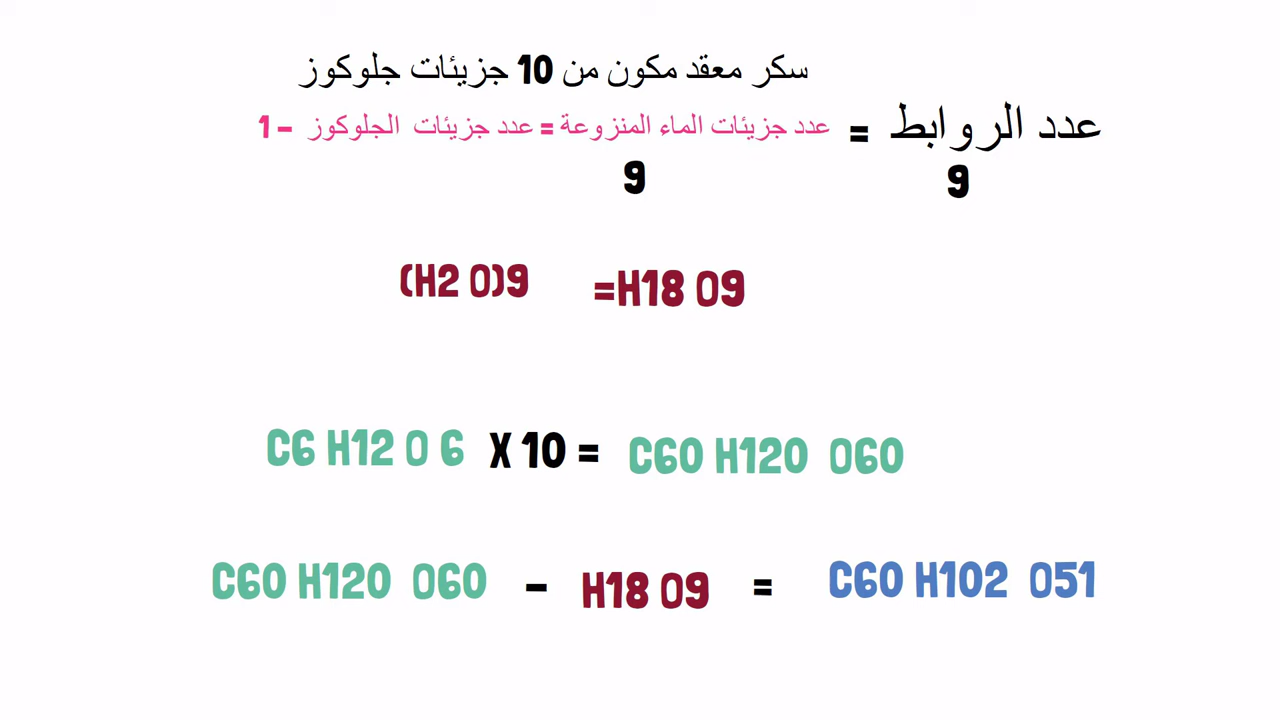 سكر معقد مكون من 10 جزيئات جلوكوز
عدد الروابط = عدد جزيئات الماء المنزوعة = عدد جزيئات الجلوكوز - 1
9 9
(H2 O)9 =H18 O9
C6 H12 O 6 X 10 = C60 H120 O60
C60 H120 O60 - H18 O9 = C60 H102 O51